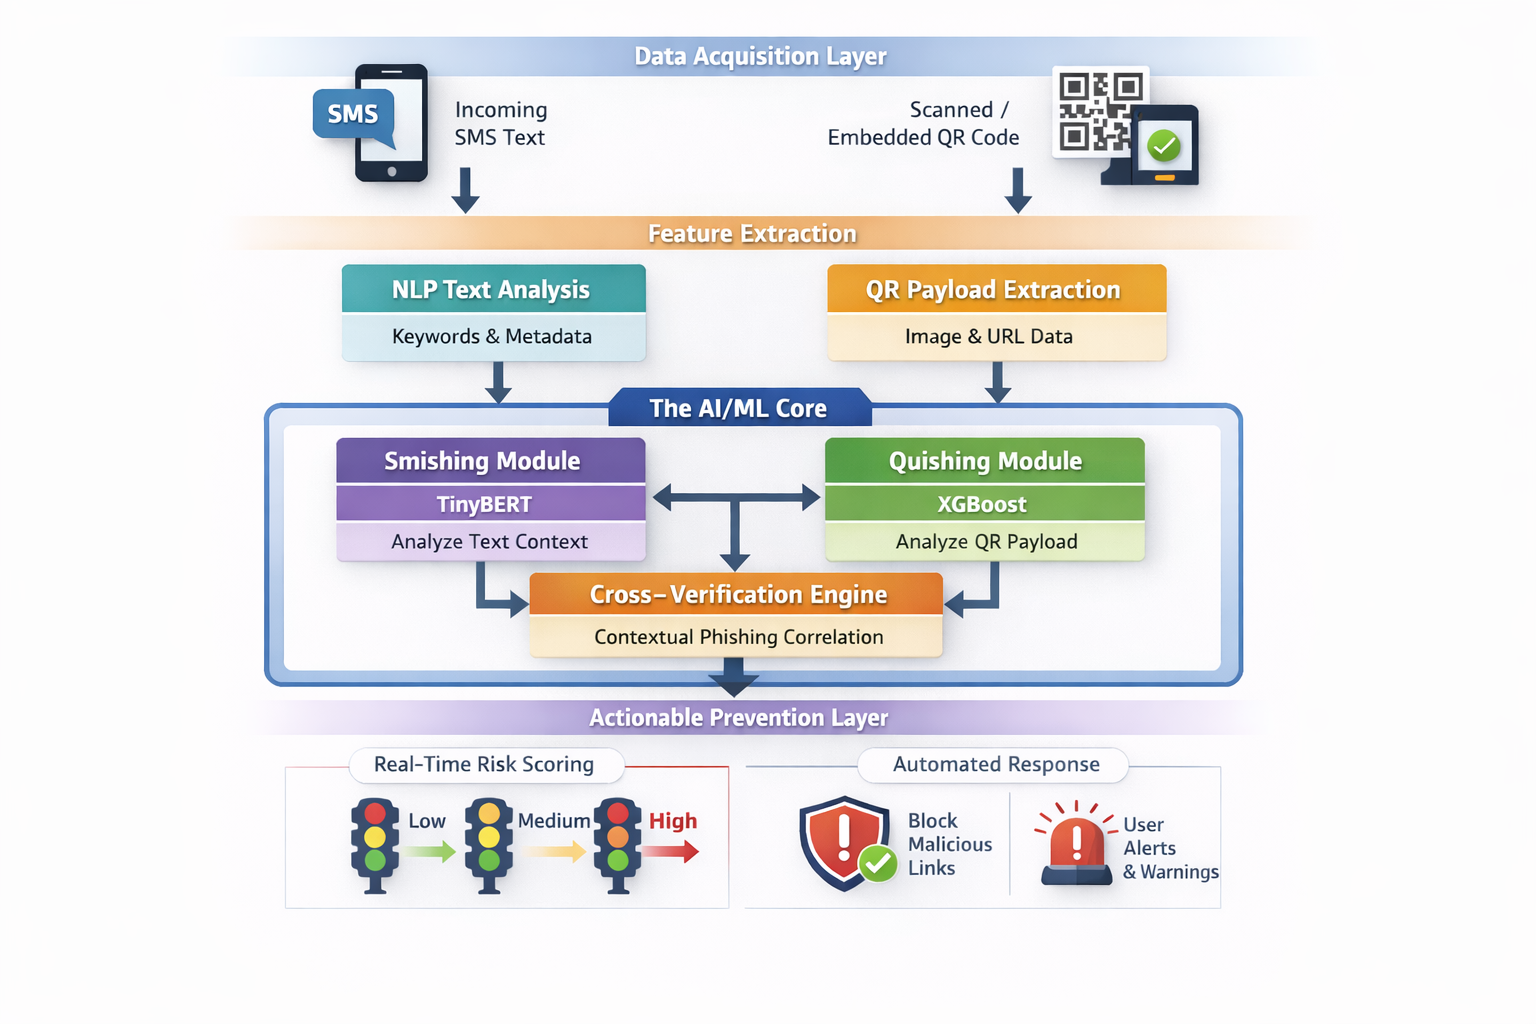 Data Acquisition Layer
SMS
Incoming
SMS Text
Scanned /
Embedded QR Code
Feature Extraction
NLP Text Analysis
Keywords & Metadata
QR Payload Extraction
Image & URL Data
The AI/ML Core
Smishing Module
TinyBERT
Analyze Text Context
Quishing Module
XGBoost
Analyze QR Payload
Cross-Verification Engine
Contextual Phishing Correlation
Actionable Prevention Layer
Real-Time Risk Scoring
Low
Medium
High
Automated Response
Block
Malicious
Links
User
Alerts
& Warnings